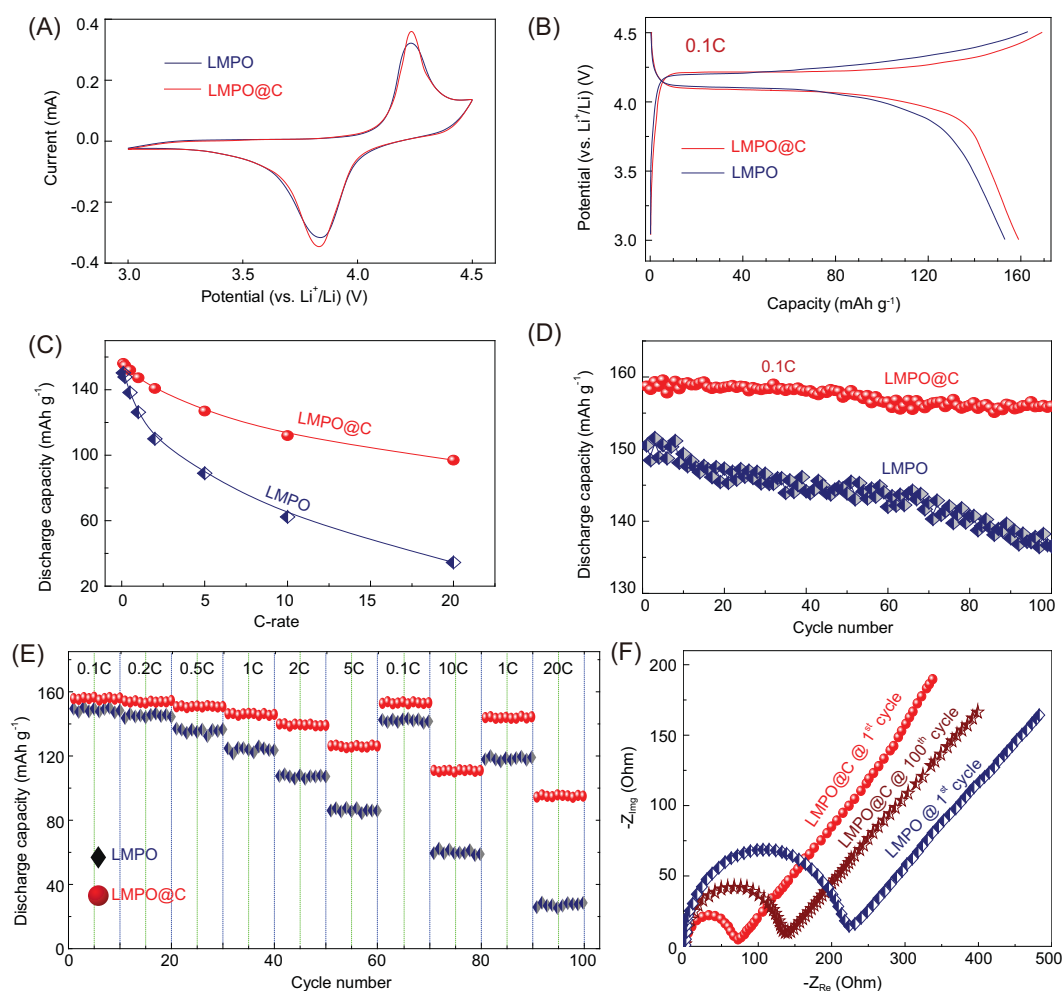 (A)
0.4
0.2
0.0
-0.2
-0.4
Current (mA)
LMPO
LMPO@C
3.0 3.5 4.0 4.5
Potential (vs. Li⁺/Li) (V)
(B)
4.5
4.0
3.5
3.0
Potential (vs. Li⁺/Li) (V)
0.1C
LMPO@C
LMPO
0 40 80 120 160
Capacity (mAh g⁻¹)
(C)
140
100
60
20
Discharge capacity (mAh g⁻¹)
LMPO@C
LMPO
0 5 10 15 20
C-rate
(D)
160
150
140
130
Discharge capacity (mAh g⁻¹)
0.1C
LMPO@C
LMPO
0 20 40 60 80 100
Cycle number
(E)
200
160
120
80
40
0
Discharge capacity (mAh g⁻¹)
0.1C 0.2C 0.5C 1C 2C 5C 0.1C 10C 1C 20C
LMPO
LMPO@C
0 20 40 60 80 100
Cycle number
(F)
200
150
100
50
0
-Z_Img (Ohm)
LMPO@C @ 1ˢᵗ cycle
LMPO@C @ 100ᵗʰ cycle
LMPO @ 1ˢᵗ cycle
0 100 200 300 400 500
-Z_Re (Ohm)